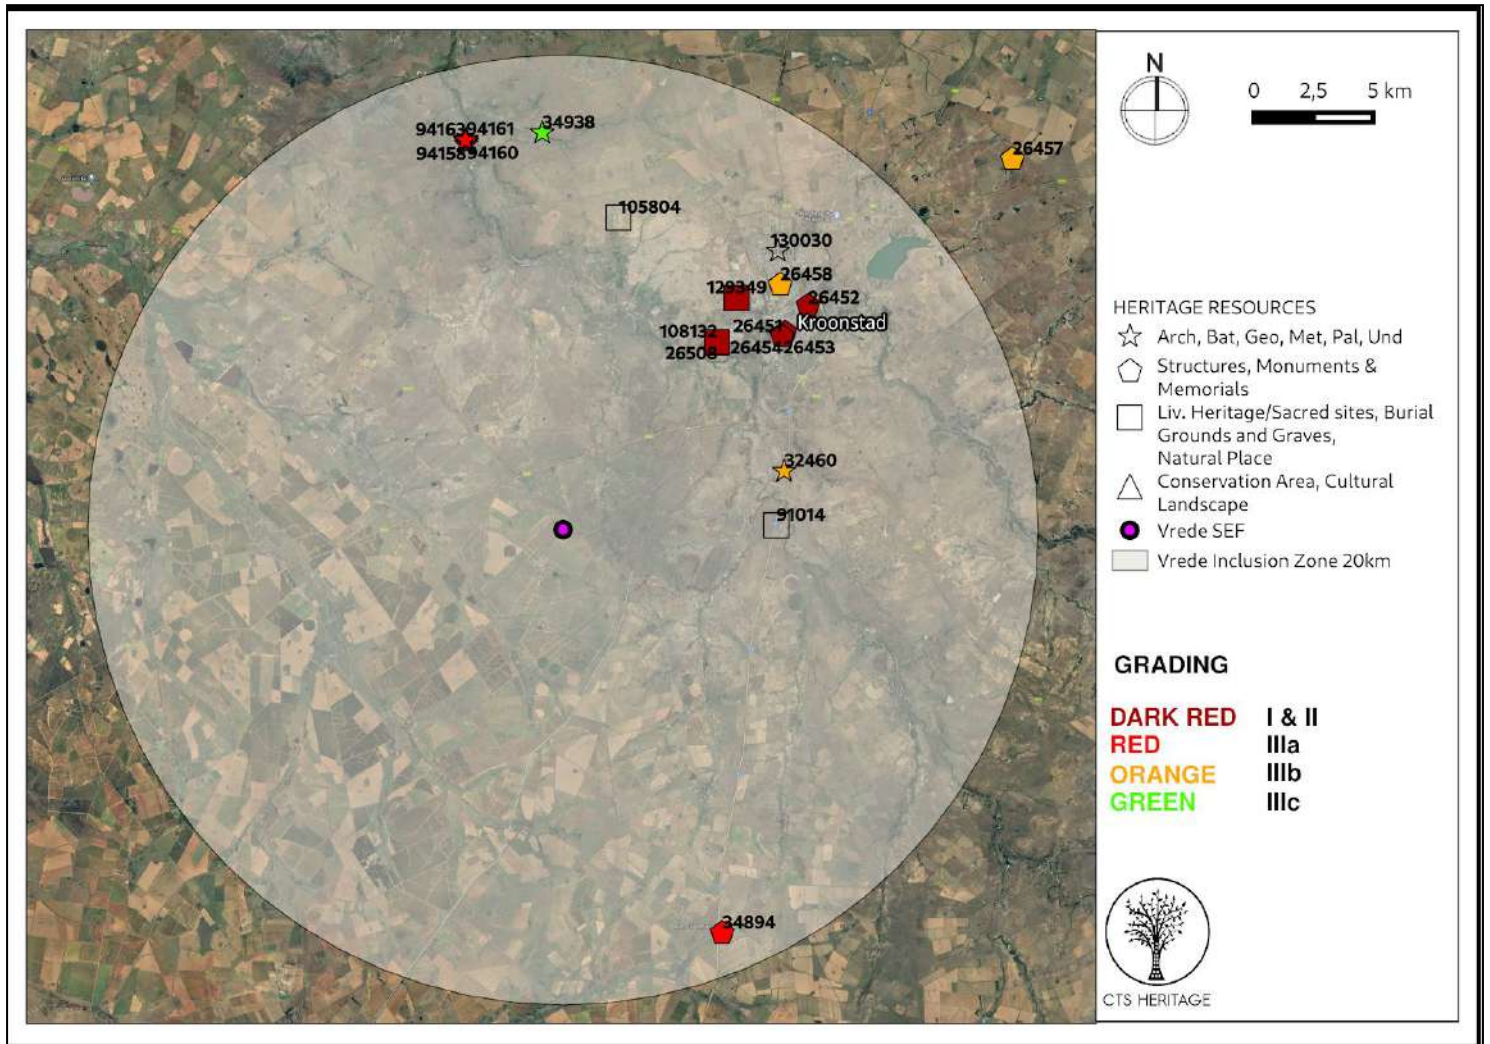 9416394161
34938
9415894160
26457
105804
130030
26458
129349
26452
26451
Kroonstad
108132
26508
26454 26453
32460
91014
34894
N
0 2,5 5 km
HERITAGE RESOURCES
Arch, Bat, Geo, Met, Pal, Und
Structures, Monuments &
Memorials
Liv. Heritage/Sacred sites, Burial
Grounds and Graves,
Natural Place
Conservation Area, Cultural
Landscape
Vrede SEF
Vrede Inclusion Zone 20km
GRADING
DARK RED I & II
RED IIIa
ORANGE IIIb
GREEN IIIc
CTS HERITAGE